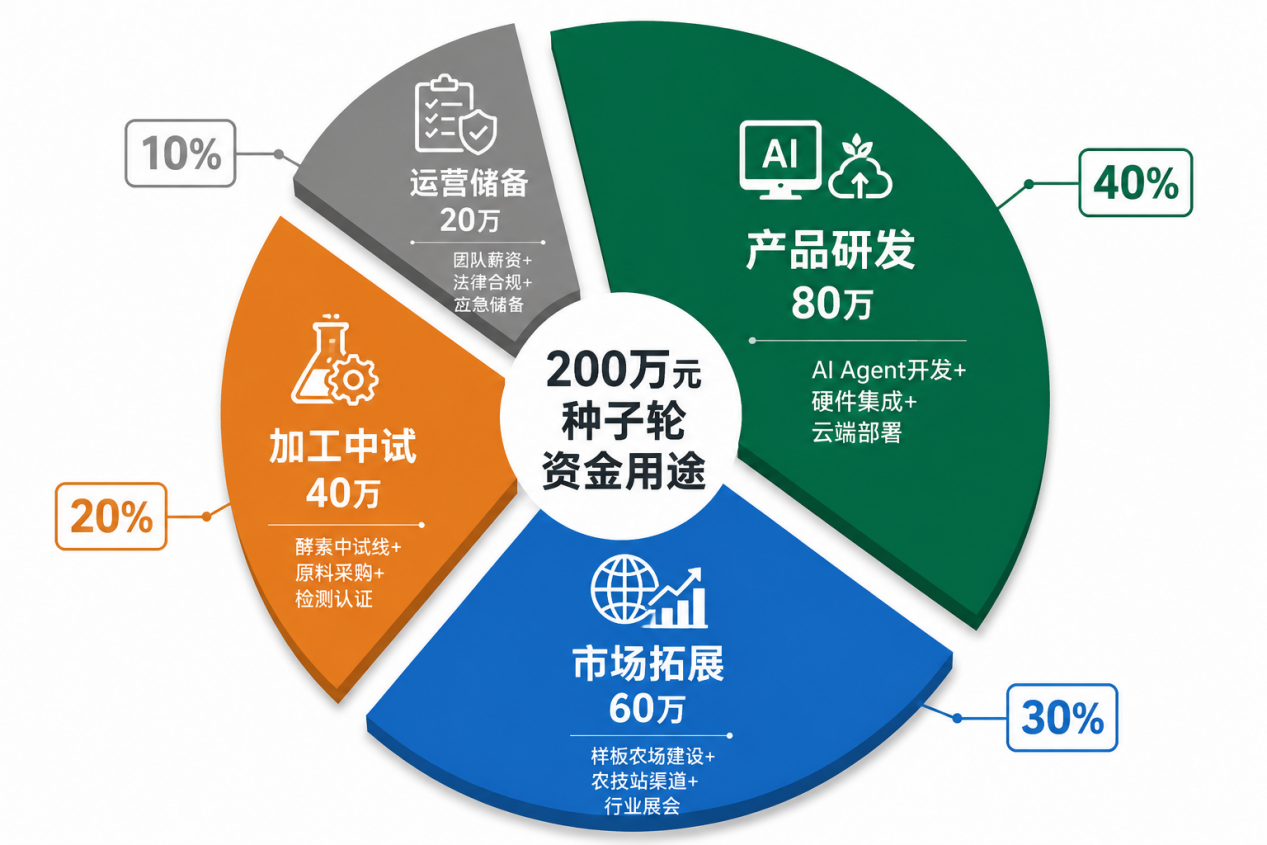 200万元
种子轮
资金用途
AI
产品研发
80万
AI Agent开发+
硬件集成+
云端部署
40%
市场拓展
60万
样板农场建设+
农技站渠道+
行业展会
30%
加工中试
40万
酵素中试线+
原料采购+
检测认证
20%
运营储备
20万
团队薪资+
法律合规+
应急储备
10%